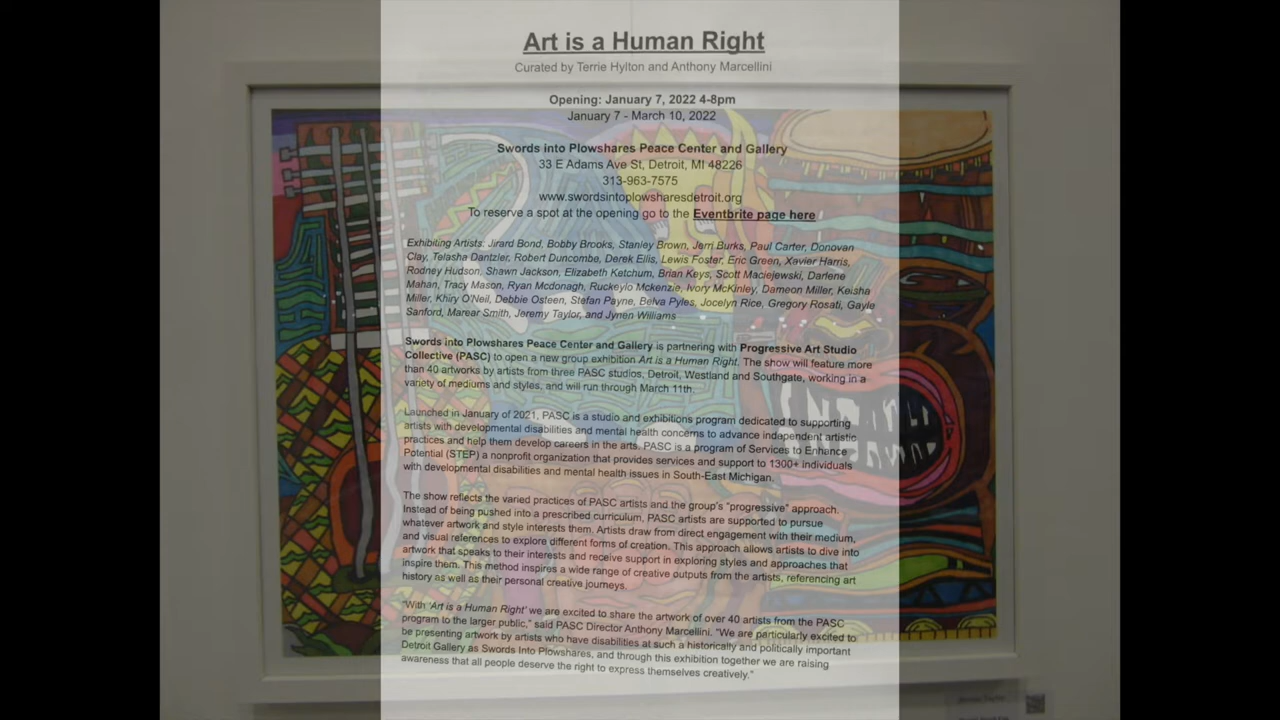 Art is a Human Right
Curated by Terrie Hylton and Anthony Marcellini
Opening: January 7, 2022 4-8pm
January 7 - March 10, 2022
Swords into Plowshares Peace Center and Gallery
33 E Adams Ave St, Detroit, MI 48226
313-963-7575
www.swordsintoplowsharesdetroit.org
To reserve a spot at the opening go to the Eventbrite page here
Exhibiting Artists: Jirard Bond, Bobby Brooks, Stanley Brown, Jerri Burks, Paul Carter, Donovan
Clay, Telasha Dantzler, Robert Duncombe, Derek Ellis, Lewis Foster, Eric Green, Xavier Harris,
Rodney Hudson, Shawn Jackson, Elizabeth Ketchum, Brian Keys, Scott Maciejewski, Darlene
Mahan, Tracy Mason, Ryan Mcdonagh, Ruckeylo Mckenzie, Ivory McKinley, Dameon Miller, Keisha
Miller, Khiry O'Neil, Debbie Osteen, Stefan Payne, Belva Pyles, Jocelyn Rice, Gregory Rosati, Gayle
Sanford, Marear Smith, Jeremy Taylor, and Jynen Williams
Swords into Plowshares Peace Center and Gallery is partnering with Progressive Art Studio
Collective (PASC) to open a new group exhibition Art is a Human Right. The show will feature more
than 40 artworks by artists from three PASC studios, Detroit, Westland and Southgate, working in a
variety of mediums and styles, and will run through March 11th.
Launched in January of 2021, PASC is a studio and exhibitions program dedicated to supporting
artists with developmental disabilities and mental health concerns to advance independent artistic
practices and help them develop careers in the arts. PASC is a program of Services to Enhance
Potential (STEP) a nonprofit organization that provides services and support to 1300+ individuals
with developmental disabilities and mental health issues in South-East Michigan.
The show reflects the varied practices of PASC artists and the group's "progressive" approach.
Instead of being pushed into a prescribed curriculum, PASC artists are supported to pursue
whatever artwork and style interests them. Artists draw from direct engagement with their medium,
and visual references to explore different forms of creation. This approach allows artists to dive into
artwork that speaks to their interests and receive support in exploring styles and approaches that
inspire them. This method inspires a wide range of creative outputs from the artists, referencing art
history as well as their personal creative journeys.
"With 'Art is a Human Right' we are excited to share the artwork of over 40 artists from the PASC
program to the larger public," said PASC Director Anthony Marcellini. "We are particularly excited to
be presenting artwork by artists who have disabilities at such a historically and politically important
Detroit Gallery as Swords Into Plowshares, and through this exhibition together we are raising
awareness that all people deserve the right to express themselves creatively."